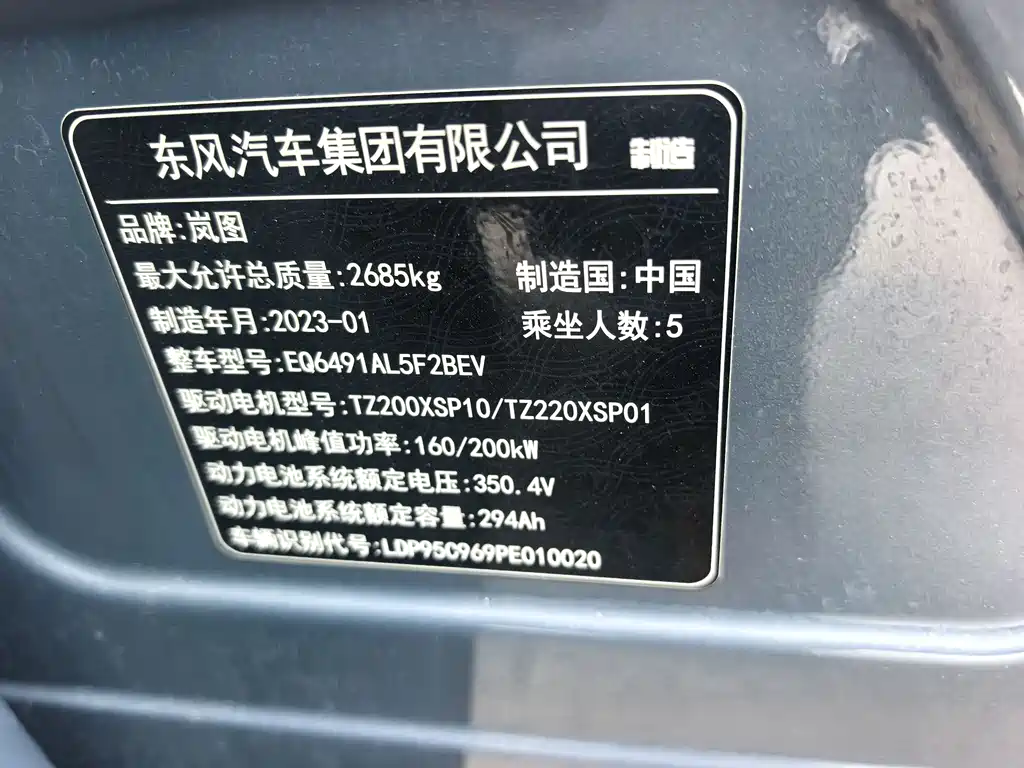 东风汽车集团有限公司 制造
品牌:岚图
最大允许总质量:2685kg 制造国:中国
制造年月:2023-01 乘坐人数:5
整车型号:EQ6491AL5F2BEV
驱动电机型号:TZ200XSP10/TZ220XSP01
驱动电机峰值功率:160/200kW
动力电池系统额定电压:350.4V
动力电池系统额定容量:294Ah
车辆识别代号:LDP95C969PE010020